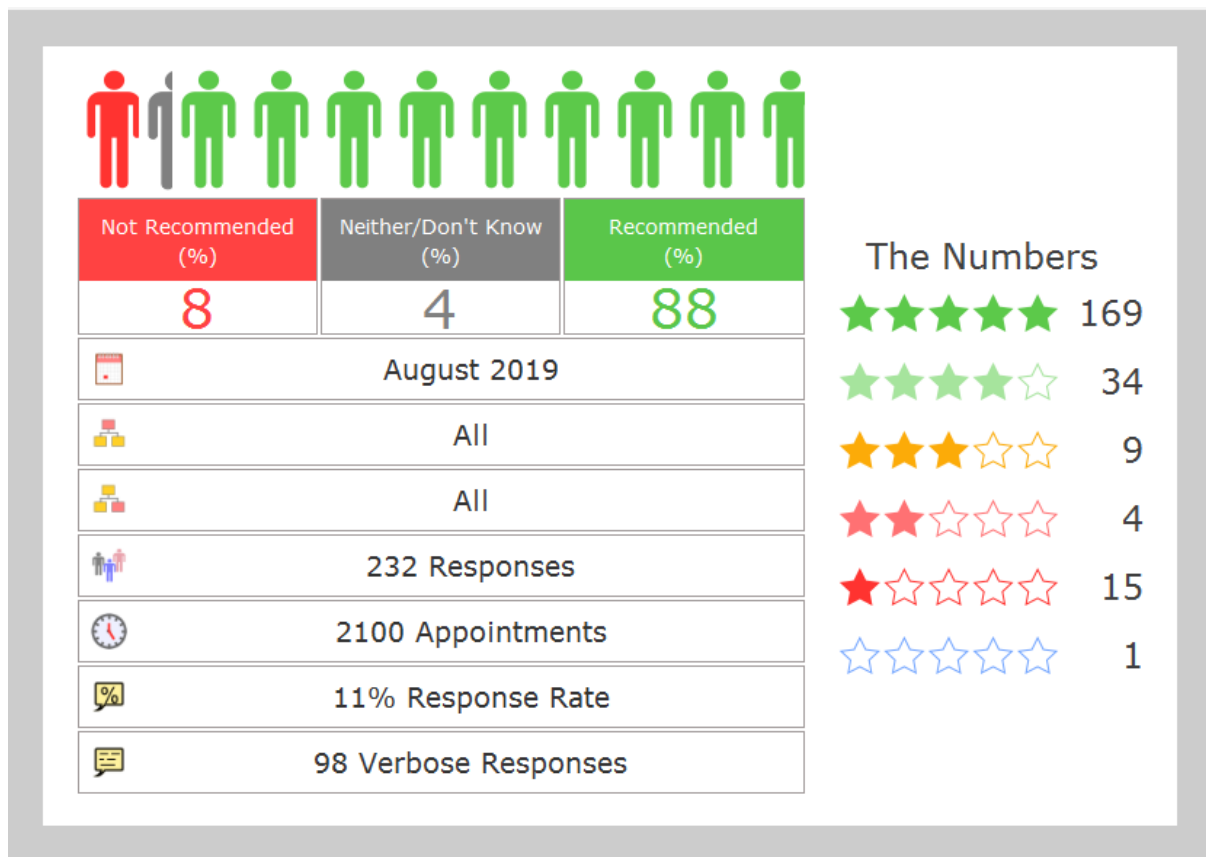 Not Recommended
(%)
Neither/Don't Know
(%)
Recommended
(%)
8
4
88
August 2019
All
All
232 Responses
2100 Appointments
11% Response Rate
98 Verbose Responses
The Numbers
169
34
9
4
15
1